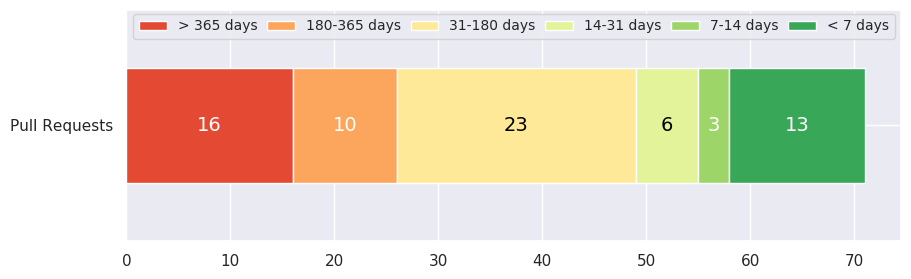 > 365 days 180-365 days 31-180 days 14-31 days 7-14 days < 7 days
Pull Requests 16 10 23 6 3 13
0 10 20 30 40 50 60 70